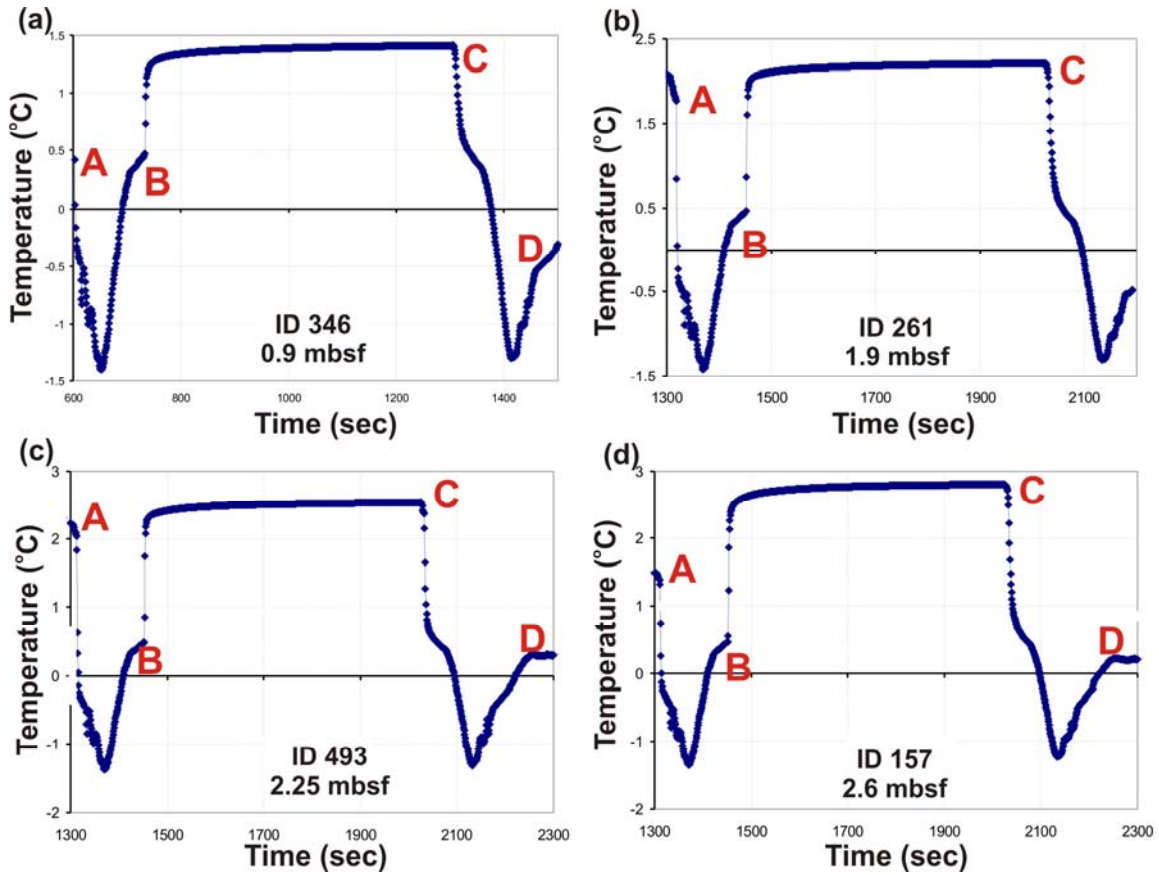 (a)
Temperature (°C)
1.5
1
0.5
0
-0.5
-1
-1.5
A
B
C
D
ID 346
0.9 mbsf
600
800
1000
1200
1400
Time (sec)
(b)
Temperature (°C)
2.5
1.5
0.5
-0.5
-1.5
A
B
C
ID 261
1.9 mbsf
1300
1500
1700
1900
2100
Time (sec)
(c)
Temperature (°C)
3
2
1
0
-1
-2
A
B
C
D
ID 493
2.25 mbsf
1300
1500
1700
1900
2100
2300
Time (sec)
(d)
Temperature (°C)
3
2
1
0
-1
-2
A
B
C
D
ID 157
2.6 mbsf
1300
1500
1700
1900
2100
2300
Time (sec)